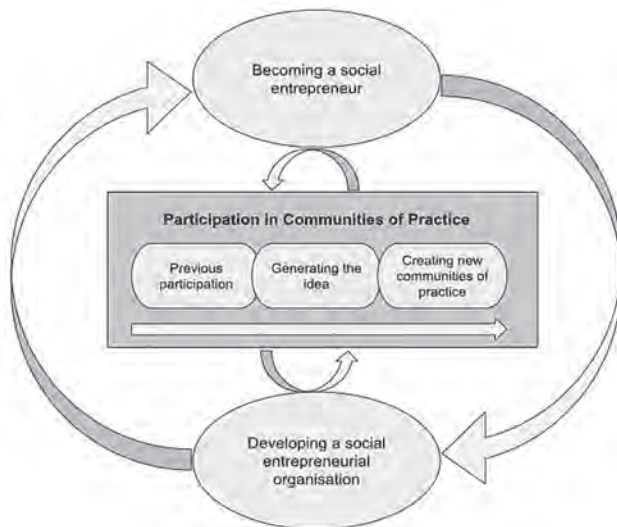 Becoming a social
entrepreneur
Participation in Communities of Practice
Previous
participation
Generating the
idea
Creating new
communities of
practice
Developing a social
entrepreneurial
organisation